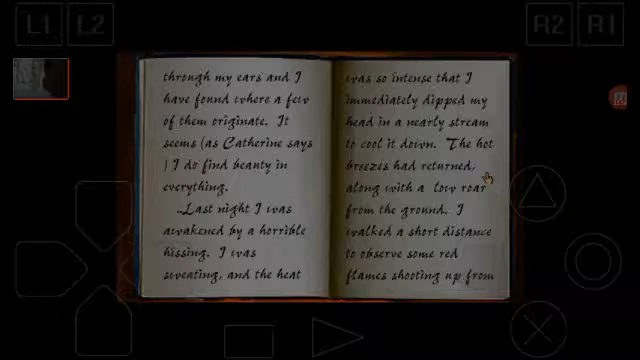 L1 L2
R2 R1
through my ears and I
have found where a few
of them originate. It
seems (as Catherine says
) I do find beauty in
everything.
..Last night I was
awakened by a horrible
hissing. I was
sweating, and the heat
was so intense that I
immediately dipped my
head in a nearly stream
to cool it down. The hot
breezes had returned,
along with a low roar
from the ground. I
walked a short distance
to observe some red
flames shooting up from